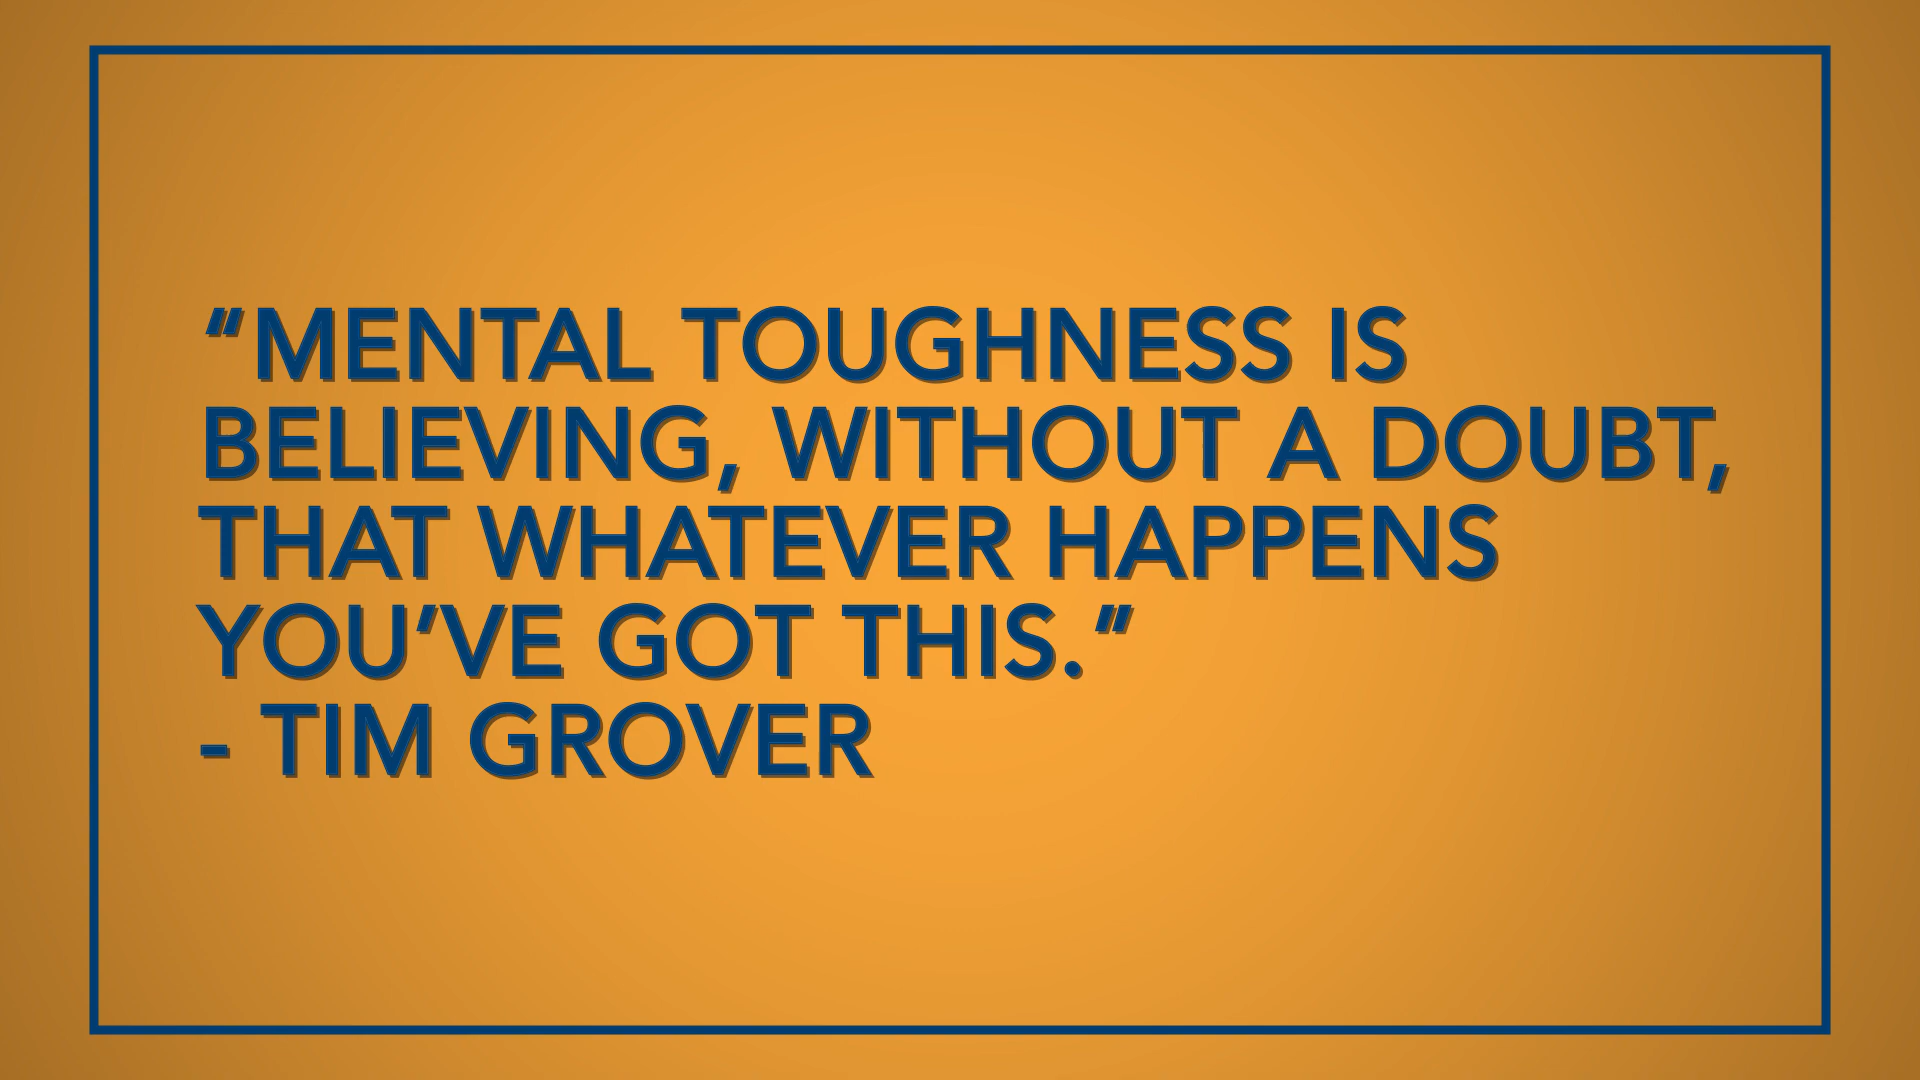 “MENTAL TOUGHNESS IS
BELIEVING, WITHOUT A DOUBT,
THAT WHATEVER HAPPENS
YOU’VE GOT THIS.”
- TIM GROVER